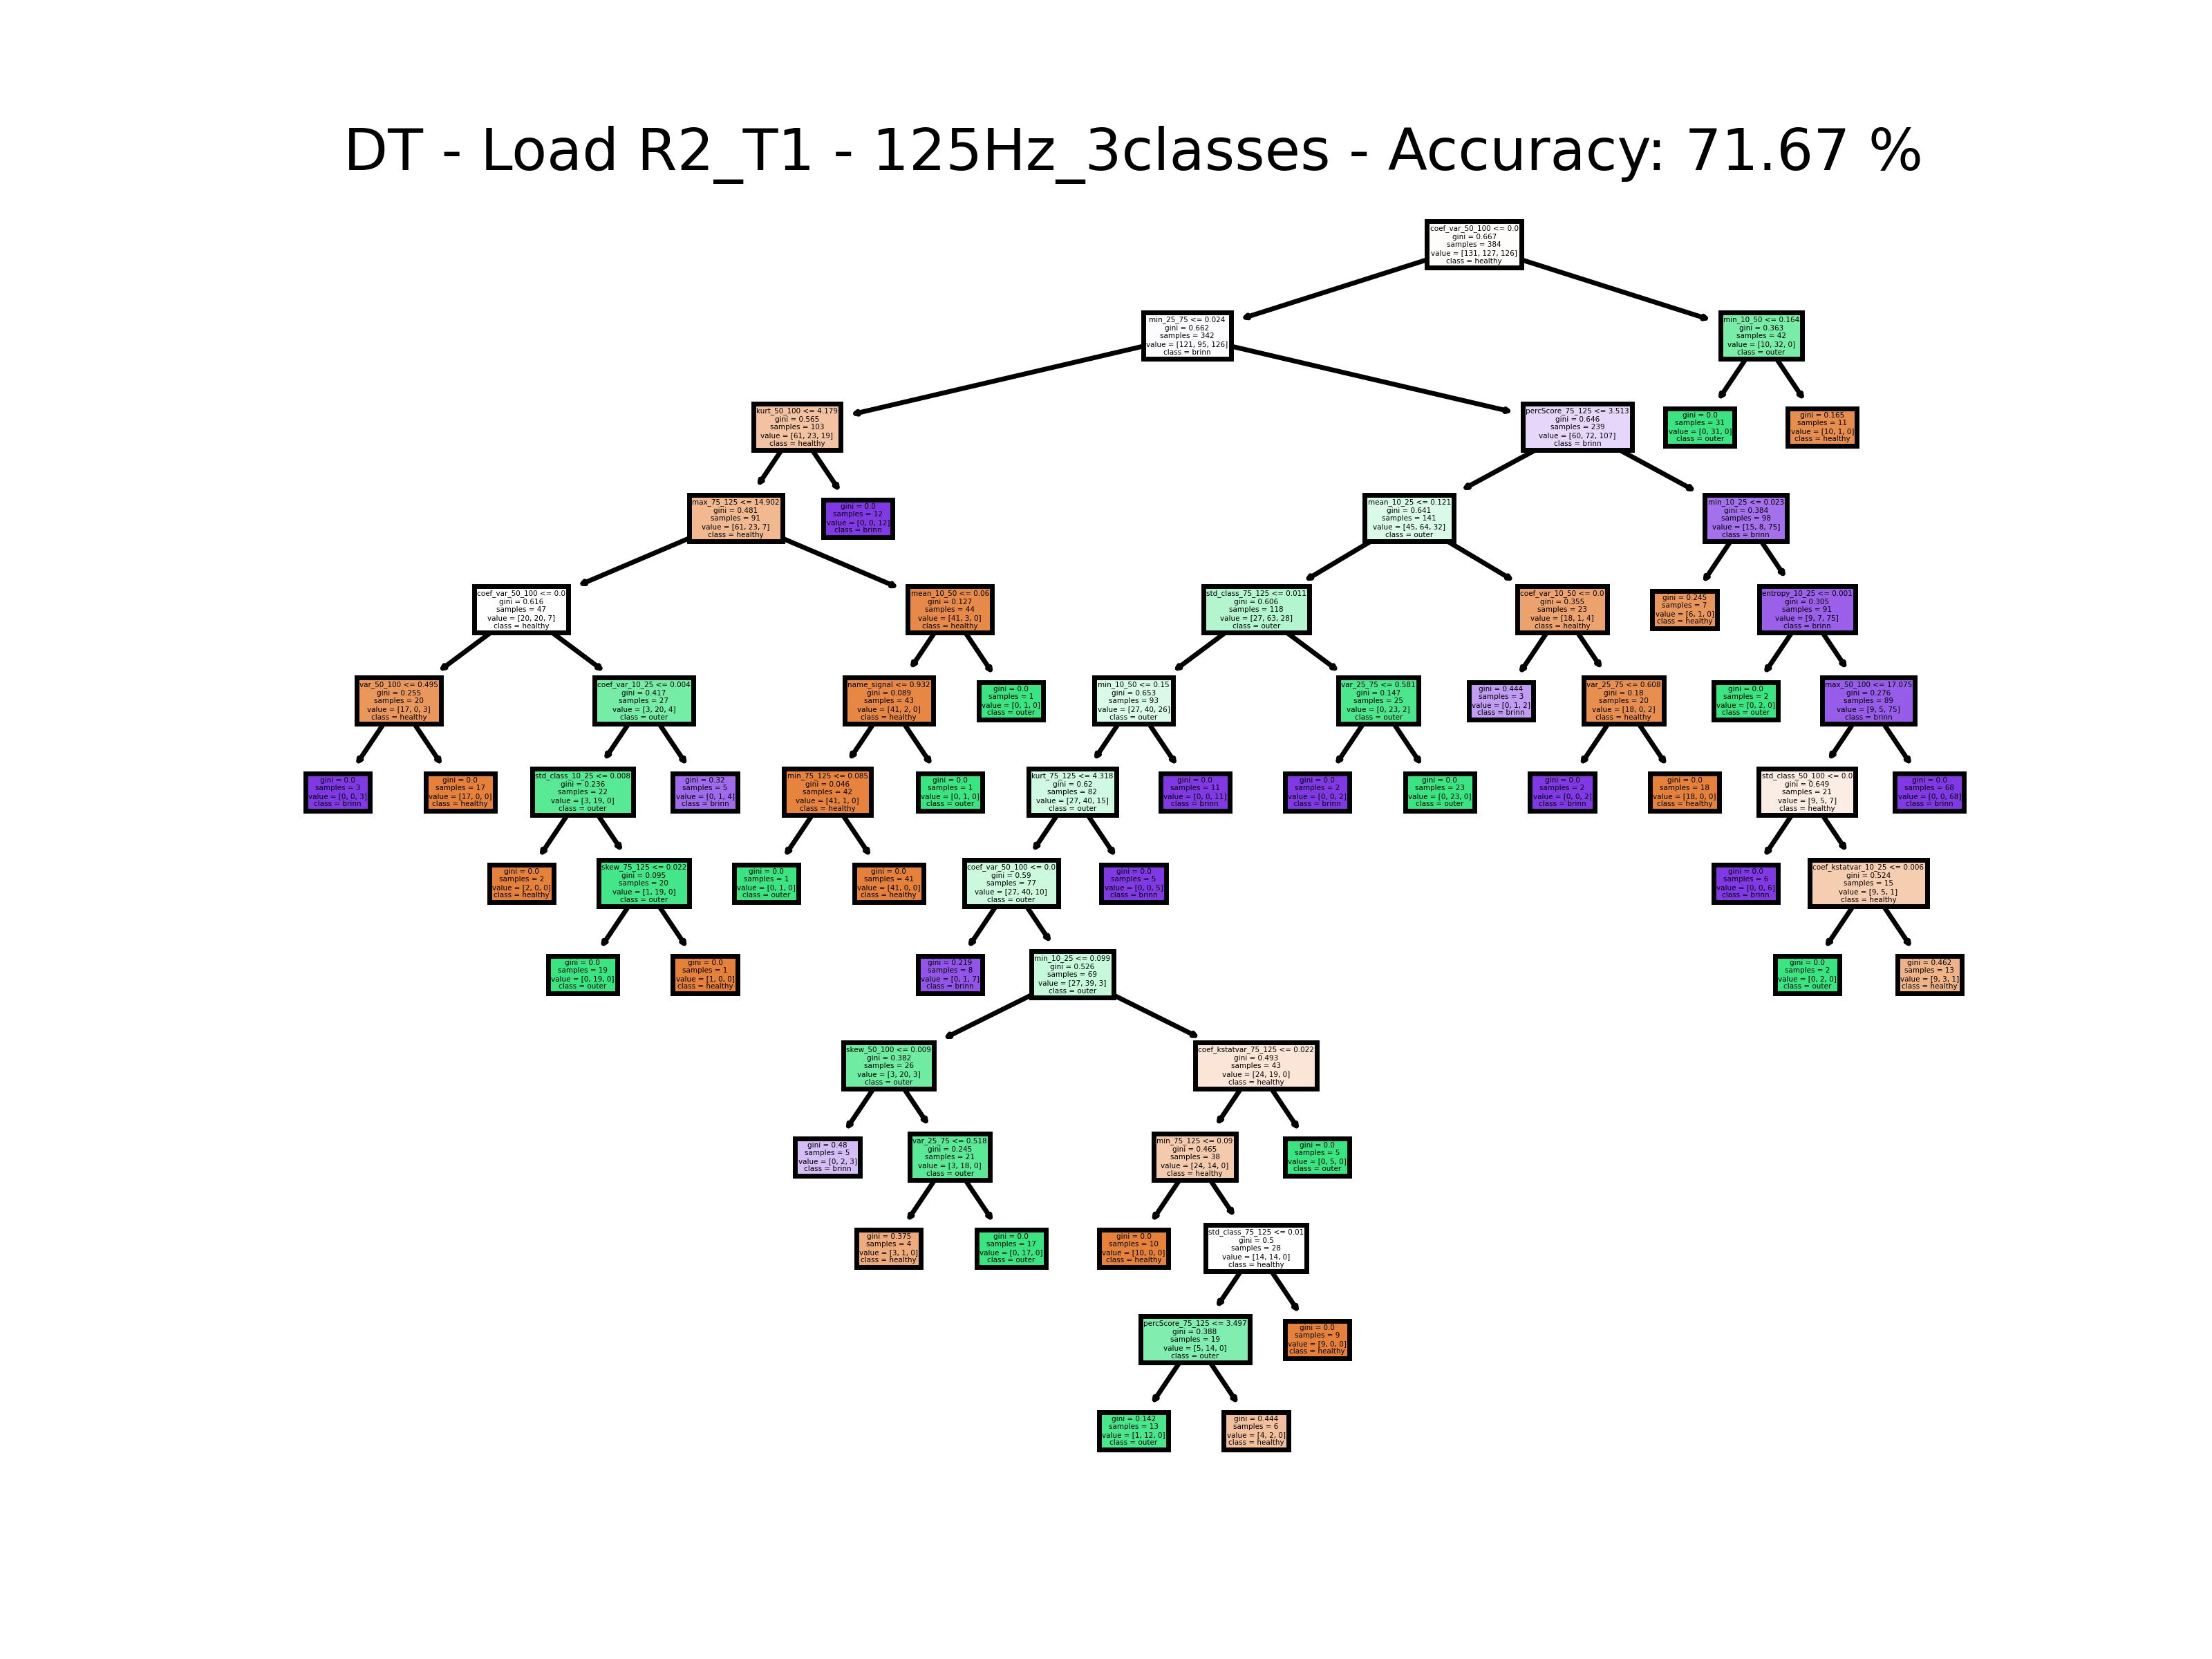 DT - Load R2_T1 - 125Hz_3classes - Accuracy: 71.67 %
coef_var_50_100 <= 0.0
gini = 0.667
samples = 384
value = [131, 127, 126]
class = healthy
min_25_75 <= 0.024
gini = 0.662
samples = 342
value = [121, 95, 126]
class = brinn
min_10_50 <= 0.164
gini = 0.363
samples = 42
value = [10, 32, 0]
class = outer
kurt_50_100 <= 4.179
gini = 0.565
samples = 103
value = [61, 23, 19]
class = healthy
percScore_75_125 <= 3.513
gini = 0.646
samples = 239
value = [60, 72, 107]
class = brinn
gini = 0.0
samples = 31
value = [0, 31, 0]
class = outer
gini = 0.165
samples = 11
value = [10, 1, 0]
class = healthy
max_75_125 <= 14.902
gini = 0.481
samples = 91
value = [61, 23, 7]
class = healthy
gini = 0.0
samples = 12
value = [0, 0, 12]
class = brinn
mean_10_25 <= 0.121
gini = 0.641
samples = 141
value = [45, 64, 32]
class = outer
min_10_25 <= 0.023
gini = 0.384
samples = 98
value = [15, 8, 75]
class = brinn
coef_var_50_100 <= 0.0
gini = 0.616
samples = 47
value = [20, 20, 7]
class = healthy
mean_10_50 <= 0.06
gini = 0.127
samples = 44
value = [41, 3, 0]
class = healthy
std_class_75_125 <= 0.011
gini = 0.606
samples = 118
value = [27, 63, 28]
class = outer
coef_var_10_50 <= 0.0
gini = 0.355
samples = 23
value = [18, 1, 4]
class = healthy
gini = 0.245
samples = 7
value = [6, 1, 0]
class = healthy
entropy_10_25 <= 0.001
gini = 0.305
samples = 91
value = [9, 7, 75]
class = brinn
var_50_100 <= 0.495
gini = 0.255
samples = 20
value = [17, 0, 3]
class = healthy
coef_var_10_25 <= 0.004
gini = 0.417
samples = 27
value = [3, 20, 4]
class = outer
name_signal <= 0.932
gini = 0.089
samples = 43
value = [41, 2, 0]
class = healthy
gini = 0.0
samples = 1
value = [0, 1, 0]
class = outer
min_10_50 <= 0.15
gini = 0.653
samples = 93
value = [27, 40, 26]
class = outer
var_25_75 <= 0.581
gini = 0.147
samples = 25
value = [0, 23, 2]
class = outer
gini = 0.444
samples = 3
value = [0, 1, 2]
class = brinn
var_25_75 <= 0.608
gini = 0.18
samples = 20
value = [18, 0, 2]
class = healthy
gini = 0.0
samples = 2
value = [0, 2, 0]
class = outer
max_50_100 <= 17.075
gini = 0.276
samples = 89
value = [9, 5, 75]
class = brinn
gini = 0.0
samples = 3
value = [0, 0, 3]
class = brinn
gini = 0.0
samples = 17
value = [17, 0, 0]
class = healthy
std_class_10_25 <= 0.008
gini = 0.236
samples = 22
value = [3, 19, 0]
class = outer
gini = 0.32
samples = 5
value = [0, 1, 4]
class = brinn
min_75_125 <= 0.085
gini = 0.046
samples = 42
value = [41, 1, 0]
class = healthy
gini = 0.0
samples = 1
value = [0, 1, 0]
class = outer
kurt_75_125 <= 4.318
gini = 0.62
samples = 82
value = [27, 40, 15]
class = outer
gini = 0.0
samples = 11
value = [0, 0, 11]
class = brinn
gini = 0.0
samples = 2
value = [0, 0, 2]
class = brinn
gini = 0.0
samples = 23
value = [0, 23, 0]
class = outer
gini = 0.0
samples = 2
value = [0, 0, 2]
class = brinn
gini = 0.0
samples = 18
value = [18, 0, 0]
class = healthy
std_class_50_100 <= 0.0
gini = 0.649
samples = 21
value = [9, 5, 7]
class = healthy
gini = 0.0
samples = 68
value = [0, 0, 68]
class = brinn
gini = 0.0
samples = 2
value = [2, 0, 0]
class = healthy
skew_75_125 <= 0.022
gini = 0.095
samples = 20
value = [1, 19, 0]
class = outer
gini = 0.0
samples = 1
value = [0, 1, 0]
class = outer
gini = 0.0
samples = 41
value = [41, 0, 0]
class = healthy
coef_var_50_100 <= 0.0
gini = 0.59
samples = 77
value = [27, 40, 10]
class = outer
gini = 0.0
samples = 5
value = [0, 0, 5]
class = brinn
gini = 0.0
samples = 6
value = [0, 0, 6]
class = brinn
coef_kstatvar_10_25 <= 0.006
gini = 0.524
samples = 15
value = [9, 5, 1]
class = healthy
gini = 0.0
samples = 19
value = [0, 19, 0]
class = outer
gini = 0.0
samples = 1
value = [1, 0, 0]
class = healthy
gini = 0.219
samples = 8
value = [0, 1, 7]
class = brinn
min_10_25 <= 0.099
gini = 0.526
samples = 69
value = [27, 39, 3]
class = outer
gini = 0.0
samples = 2
value = [0, 2, 0]
class = outer
gini = 0.462
samples = 13
value = [9, 3, 1]
class = healthy
skew_50_100 <= 0.009
gini = 0.382
samples = 26
value = [3, 20, 3]
class = outer
coef_kstatvar_75_125 <= 0.022
gini = 0.493
samples = 43
value = [24, 19, 0]
class = healthy
gini = 0.48
samples = 5
value = [0, 2, 3]
class = brinn
var_25_75 <= 0.518
gini = 0.245
samples = 21
value = [3, 18, 0]
class = outer
min_75_125 <= 0.09
gini = 0.465
samples = 38
value = [24, 14, 0]
class = healthy
gini = 0.0
samples = 5
value = [0, 5, 0]
class = outer
gini = 0.375
samples = 4
value = [3, 1, 0]
class = healthy
gini = 0.0
samples = 17
value = [0, 17, 0]
class = outer
gini = 0.0
samples = 10
value = [10, 0, 0]
class = healthy
std_class_75_125 <= 0.01
gini = 0.5
samples = 28
value = [14, 14, 0]
class = healthy
percScore_75_125 <= 3.497
gini = 0.388
samples = 19
value = [5, 14, 0]
class = outer
gini = 0.0
samples = 9
value = [9, 0, 0]
class = healthy
gini = 0.142
samples = 13
value = [1, 12, 0]
class = outer
gini = 0.444
samples = 6
value = [4, 2, 0]
class = healthy